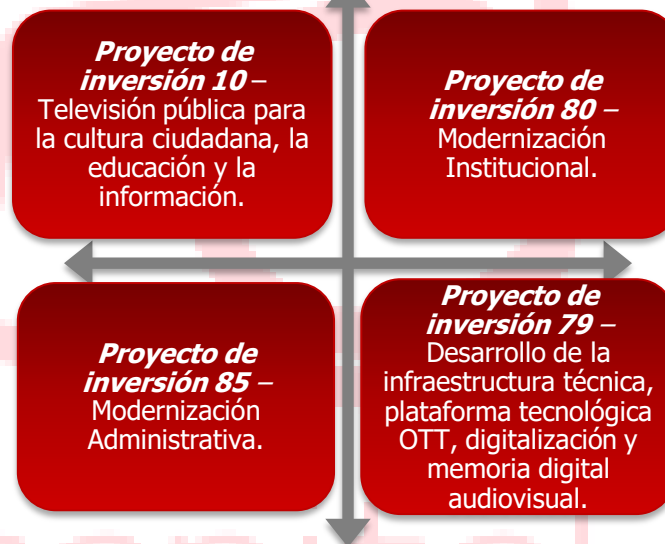 Proyecto de
inversión 10 –
Televisión pública para
la cultura ciudadana, la
educación y la
información.
Proyecto de
inversión 80 –
Modernización
Institucional.
Proyecto de
inversión 85 –
Modernización
Administrativa.
Proyecto de
inversión 79 –
Desarrollo de la
infraestructura técnica,
plataforma tecnológica
OTT, digitalización y
memoria digital
audiovisual.